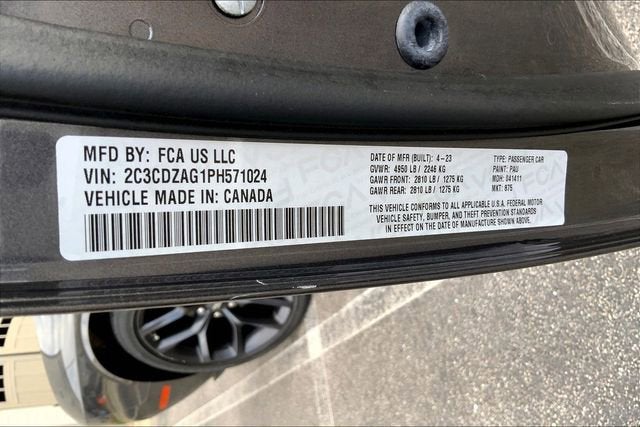 MFD BY: FCA US LLC
VIN: 2C3CDZAG1PH571024
VEHICLE MADE IN: CANADA
DATE OF MFR (BUILT): 4-23
GVWR: 4950 LB / 2246 KG
GAWR FRONT: 2810 LB / 1275 KG
GAWR REAR: 2810 LB / 1275 KG
TYPE: PASSENGER CAR
PAINT: PAU
MDH: 041411
MKT: 875
THIS VEHICLE CONFORMS TO ALL APPLICABLE U.S.A. FEDERAL MOTOR
VEHICLE SAFETY, BUMPER, AND THEFT PREVENTION STANDARDS
IN EFFECT ON THE DATE OF MANUFACTURE SHOWN ABOVE.